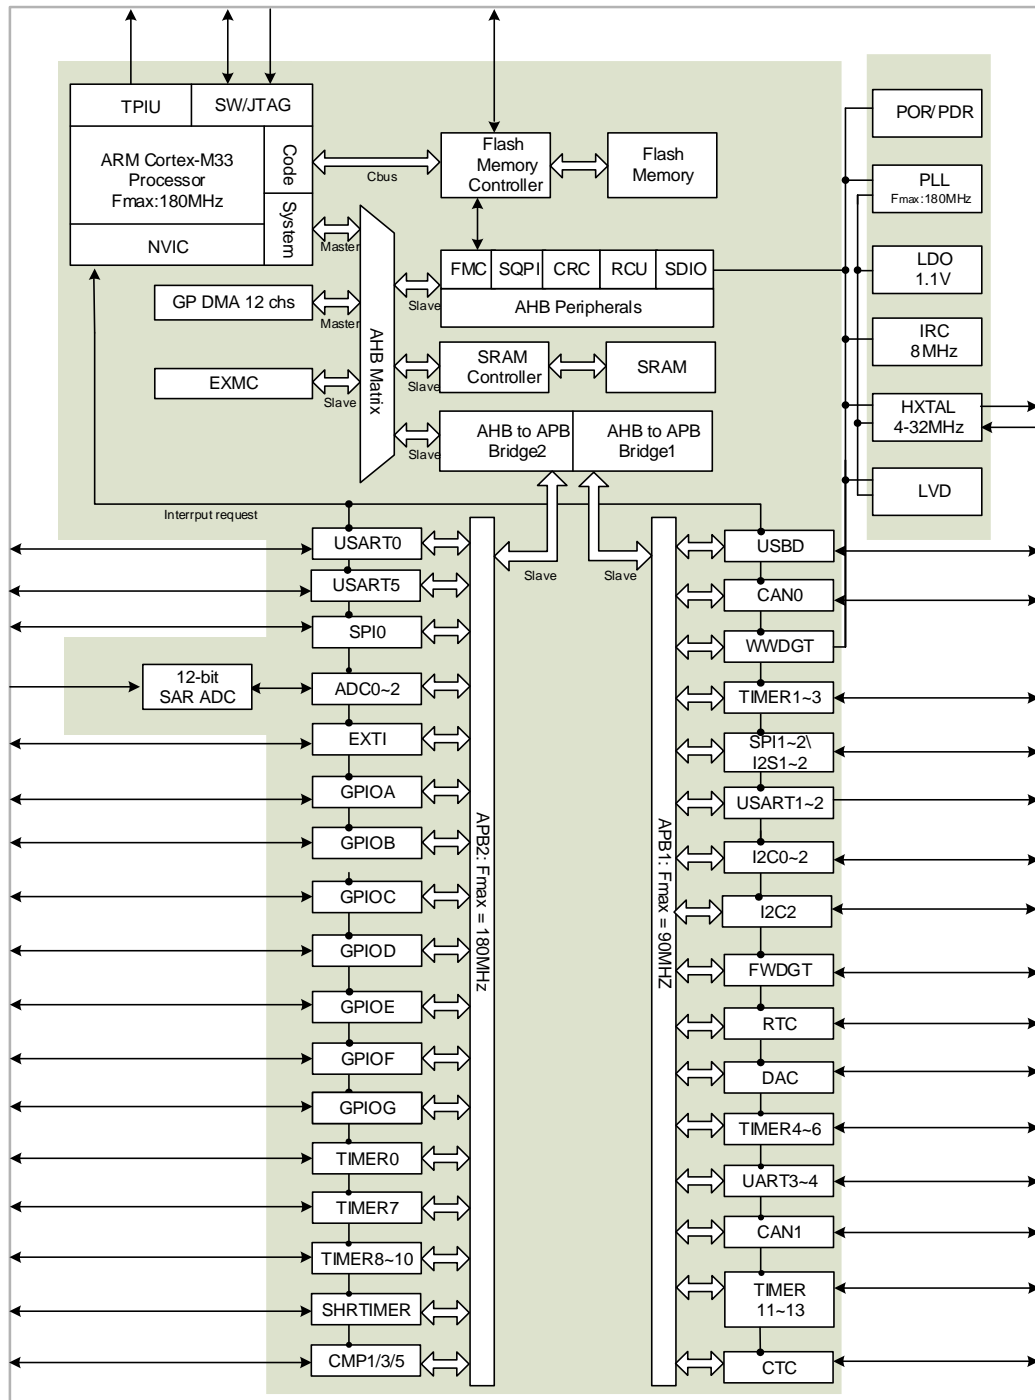 TPIU
SW/JTAG
ARM Cortex-M33
Processor
Fmax:180MHz
Code
System
NVIC
Cbus
Flash
Memory
Controller
Flash
Memory
POR/PDR
PLL
Fmax:180MHz
LDO
1.1V
IRC
8MHz
HXTAL
4-32MHz
LVD
Master
GP DMA 12 chs
Master
EXMC
Slave
AHB Matrix
Slave
FMC
SQPI
CRC
RCU
SDIO
AHB Peripherals
Slave
SRAM
Controller
SRAM
Slave
AHB to APB
Bridge2
AHB to APB
Bridge1
Interrput request
Slave
Slave
USART0
USART5
SPI0
12-bit
SAR ADC
ADC0~2
EXTI
GPIOA
GPIOB
GPIOC
GPIOD
GPIOE
GPIOF
GPIOG
TIMER0
TIMER7
TIMER8~10
SHRTIMER
CMP1/3/5
APB2: Fmax = 180MHz
APB1: Fmax = 90MHZ
USBD
CAN0
WWDGT
TIMER1~3
SPI1~2\
I2S1~2
USART1~2
I2C0~2
I2C2
FWDGT
RTC
DAC
TIMER4~6
UART3~4
CAN1
TIMER
11~13
CTC